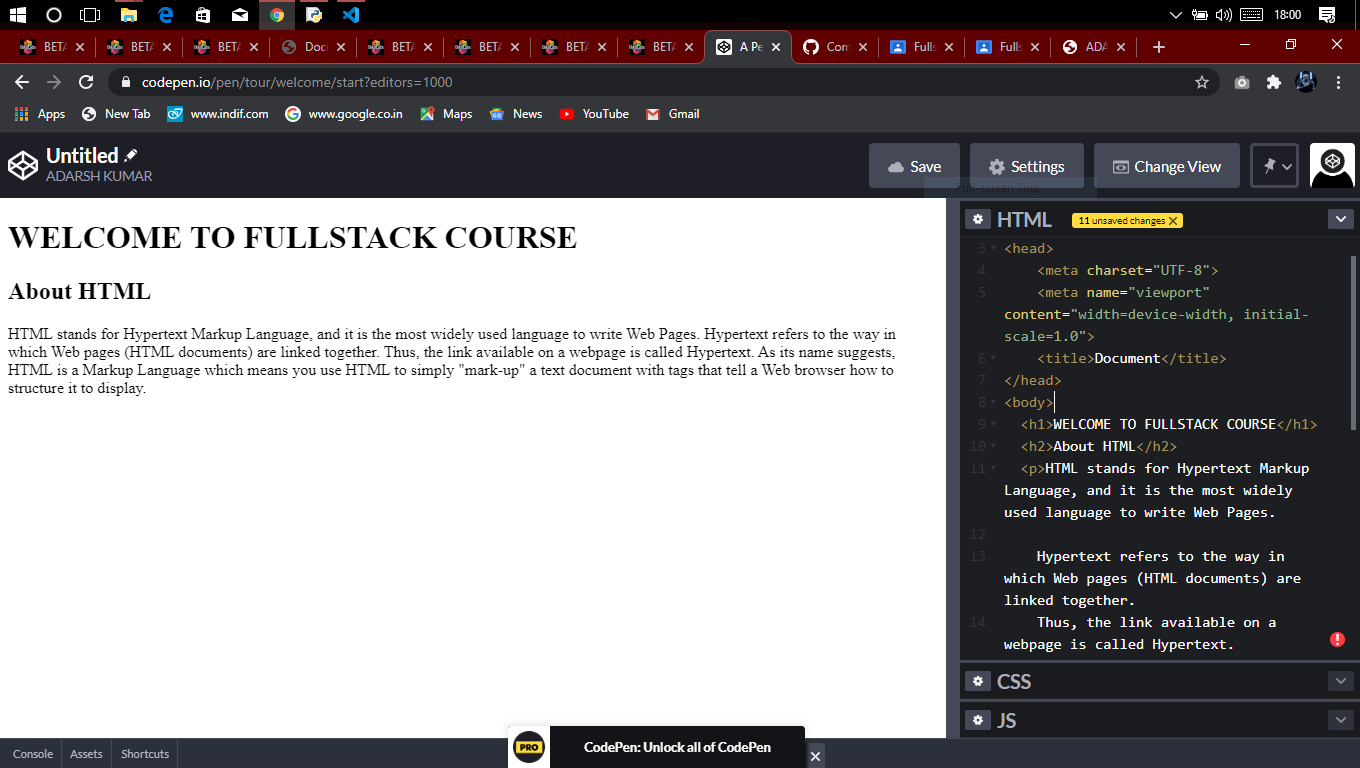 18:00
BETA
BETA
BETA
Doc
BETA
BETA
BETA
BETA
A Pe
Com
Fulls
Fulls
ADA
codepen.io/pen/tour/welcome/start?editors=1000
Apps
New Tab
www.indif.com
www.google.co.in
Maps
News
YouTube
Gmail
Untitled
ADARSH KUMAR
Save
Settings
Change View
Full-screen Snip
WELCOME TO FULLSTACK COURSE
About HTML
HTML stands for Hypertext Markup Language, and it is the most widely used language to write Web Pages. Hypertext refers to the way in
which Web pages (HTML documents) are linked together. Thus, the link available on a webpage is called Hypertext. As its name suggests,
HTML is a Markup Language which means you use HTML to simply "mark-up" a text document with tags that tell a Web browser how to
structure it to display.
HTML
11 unsaved changes
3 <head>
4 <meta charset="UTF-8">
5 <meta name="viewport"
content="width=device-width, initial-
scale=1.0">
6 <title>Document</title>
7 </head>
8 <body>
9 <h1>WELCOME TO FULLSTACK COURSE</h1>
10 <h2>About HTML</h2>
11 <p>HTML stands for Hypertext Markup
Language, and it is the most widely
used language to write Web Pages.
12
13 Hypertext refers to the way in
which Web pages (HTML documents) are
linked together.
14 Thus, the link available on a
webpage is called Hypertext.
CSS
JS
Console
Assets
Shortcuts
PRO
CodePen: Unlock all of CodePen